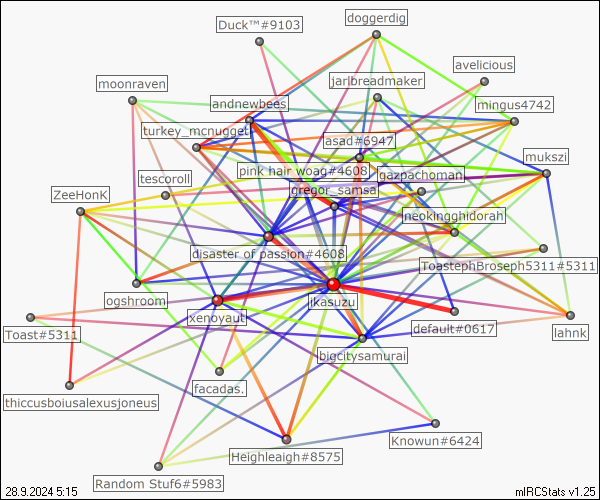 Duck™#9103
doggerdig
avelicious
moonraven
jarlbreadmaker
andnewbees
mingus4742
turkey_mcnugget
asad#6947
mukszi
pink hair woag#4608
gazpachoman
tescoroll
gregor_samsa
ZeeHonK
neokingghidorah
disaster of passion#4608
ToastephBroseph5311#5311
ogshroom
jikasuzu
xenoyaut
default#0617
lahnk
Toast#5311
bigcitysamurai
facadas.
thiccusboiusalexusjoneus
Knowun#6424
Heighleaigh#8575
Random Stuf6#5983
28.9.2024 5:15
mIRCStats v1.25